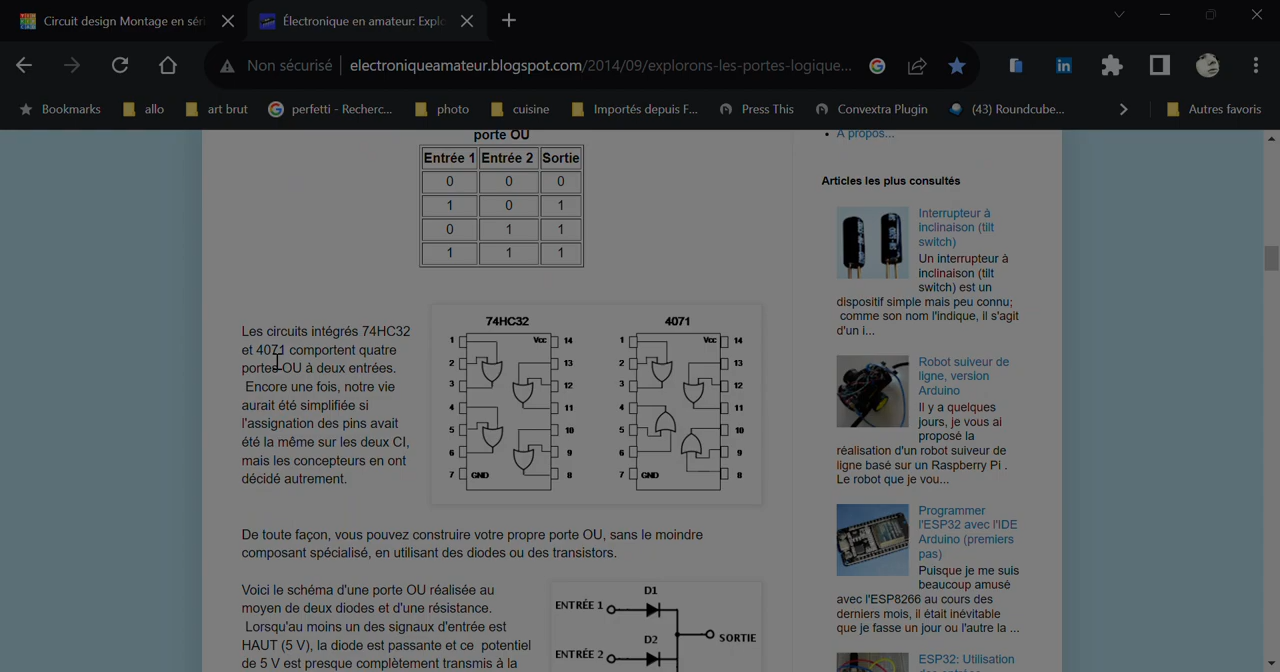 Circuit design Montage en séri
Électronique en amateur: Explo
Non sécurisé
electroniqueamateur.blogspot.com/2014/09/explorons-les-portes-logique...
in
Bookmarks
allo
art brut
perfetti - Recherc...
photo
cuisine
Importés depuis F...
Press This
Convextra Plugin
(43) Roundcube...
Autres favoris
porte OU
Entrée 1 Entrée 2 Sortie
0 0 0
1 0 1
0 1 1
1 1 1
Les circuits intégrés 74HC32
et 4071 comportent quatre
portes OU à deux entrées.
Encore une fois, notre vie
aurait été simplifiée si
l'assignation des pins avait
été la même sur les deux CI,
mais les concepteurs en ont
décidé autrement.
74HC32
1 Vcc 14
2 13
3 12
4 11
5 10
6 9
7 GND 8
4071
1 Vcc 14
2 13
3 12
4 11
5 10
6 9
7 GND 8
De toute façon, vous pouvez construire votre propre porte OU, sans le moindre
composant spécialisé, en utilisant des diodes ou des transistors.
Voici le schéma d'une porte OU réalisée au
moyen de deux diodes et d'une résistance.
Lorsqu'au moins un des signaux d'entrée est
HAUT (5 V), la diode est passante et ce potentiel
de 5 V est presque complètement transmis à la
D1
ENTRÉE 1
D2
SORTIE
ENTRÉE 2
A propos...
Articles les plus consultés
Interrupteur à
inclinaison (tilt
switch)
Un interrupteur à
inclinaison (tilt
switch) est un
dispositif simple mais peu connu;
comme son nom l'indique, il s'agit
d'un i...
Robot suiveur de
ligne, version
Arduino
Il y a quelques
jours, je vous ai
proposé la
réalisation d'un robot suiveur de
ligne basé sur un Raspberry Pi .
Le robot que je vou...
Programmer
l'ESP32 avec l'IDE
Arduino (premiers
pas)
Puisque je me suis
beaucoup amusé
avec l'ESP8266 au cours des
derniers mois, il était inévitable
que je fasse un jour ou l'autre la ...
ESP32: Utilisation